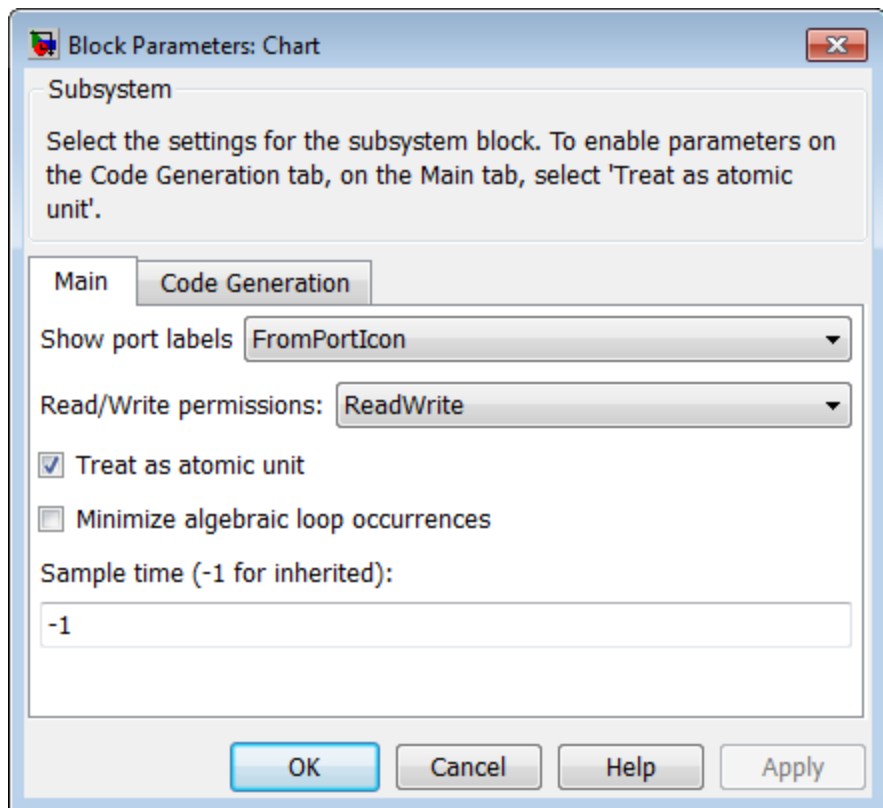 Block Parameters: Chart
Subsystem
Select the settings for the subsystem block. To enable parameters on
the Code Generation tab, on the Main tab, select 'Treat as atomic
unit'.
Main Code Generation
Show port labels FromPortIcon
Read/Write permissions: ReadWrite
Treat as atomic unit
Minimize algebraic loop occurrences
Sample time (-1 for inherited):
-1
OK Cancel Help Apply